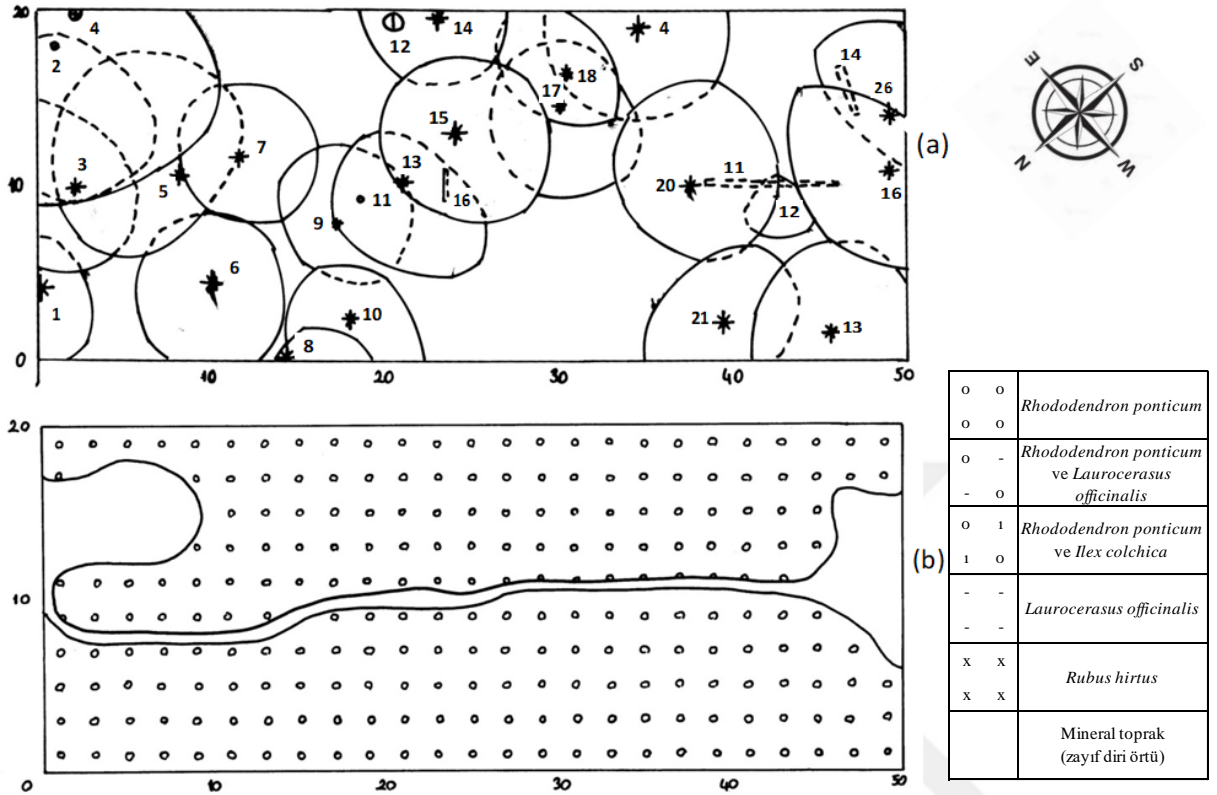 20
4
2
12
14
4
18
17
14
26
15
7
3
5
13
11
16
9
10
20
11
12
16
(a)
6
1
10
8
21
13
0
10
20
30
40
50
E
S
N
W
20
10
0
10
20
30
40
50
(b)
o o
o o
Rhododendron ponticum
o -
- o
Rhododendron ponticum
ve Laurocerasus
officinalis
o ı
ı o
Rhododendron ponticum
ve Ilex colchica
- -
- -
Laurocerasus officinalis
x x
x x
Rubus hirtus
Mineral toprak
(zayıf diri örtü)